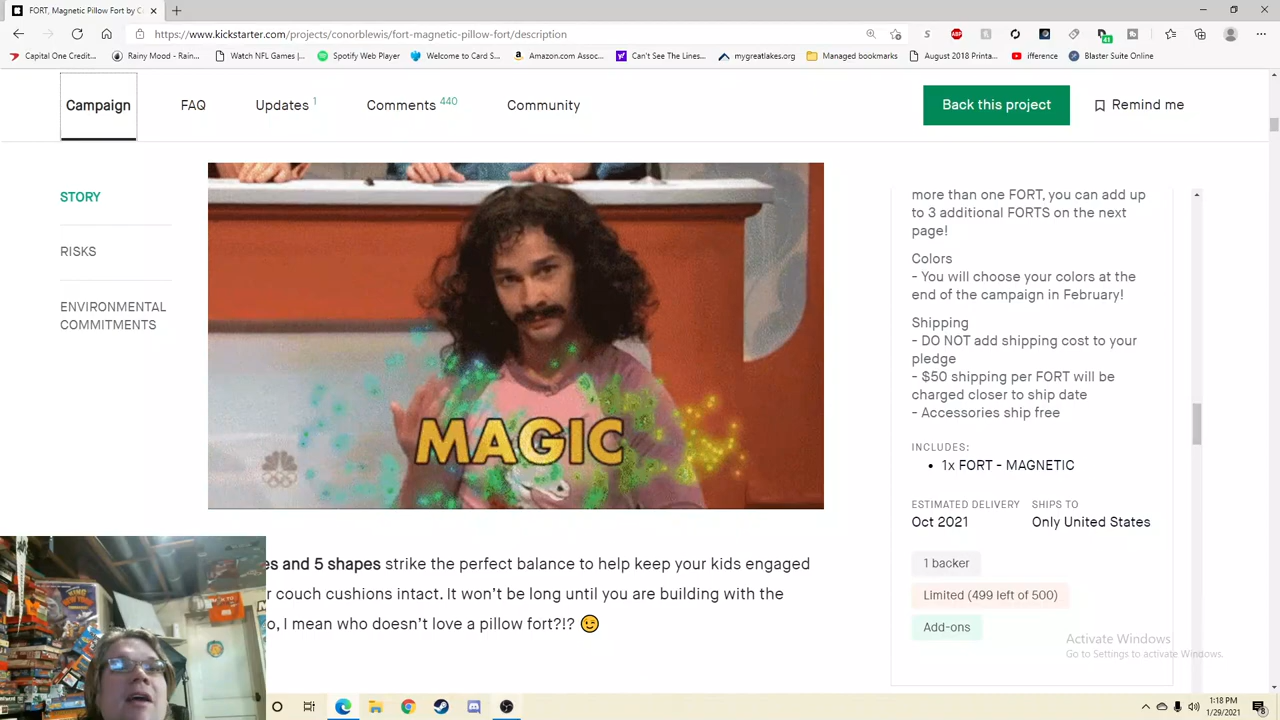 FORT, Magnetic Pillow Fort by C
https://www.kickstarter.com/projects/conorblewis/fort-magnetic-pillow-fort/description
Capital One Credit...
Rainy Mood - Rain...
Watch NFL Games |...
Spotify Web Player
Welcome to Card S...
Amazon.com Assoc...
Can't See The Lines...
mygreatlakes.org
Managed bookmarks
August 2018 Printa...
ifference
Blaster Suite Online
Campaign
FAQ
Updates 1
Comments 440
Community
Back this project
Remind me
STORY
RISKS
ENVIRONMENTAL
COMMITMENTS
MAGIC
es and 5 shapes strike the perfect balance to help keep your kids engaged
r couch cushions intact. It won't be long until you are building with the
o, I mean who doesn't love a pillow fort?!? 😉
more than one FORT, you can add up
to 3 additional FORTS on the next
page!
Colors
- You will choose your colors at the
end of the campaign in February!
Shipping
- DO NOT add shipping cost to your
pledge
- $50 shipping per FORT will be
charged closer to ship date
- Accessories ship free
INCLUDES:
• 1x FORT - MAGNETIC
ESTIMATED DELIVERY
SHIPS TO
Oct 2021
Only United States
1 backer
Limited (499 left of 500)
Add-ons
Activate Windows
Go to Settings to activate Windows.
1:18 PM
1/29/2021